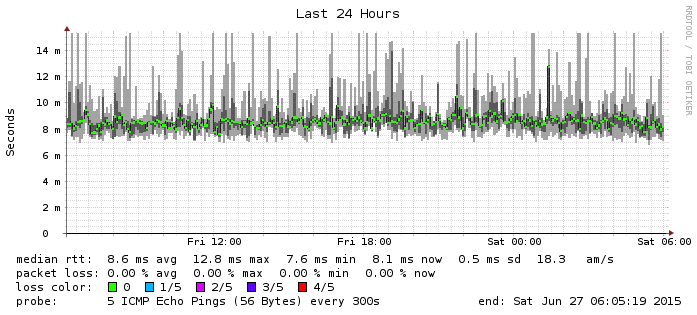 Last 24 Hours
RRDTOOL / TOBI OETIKER
Seconds
14 m
12 m
10 m
8 m
6 m
4 m
2 m
0
Fri 12:00 Fri 18:00 Sat 00:00 Sat 06:00
median rtt: 8.6 ms avg 12.8 ms max 7.6 ms min 8.1 ms now 0.5 ms sd 18.3 am/s
packet loss: 0.00 % avg 0.00 % max 0.00 % min 0.00 % now
loss color: 0 1/5 2/5 3/5 4/5
probe: 5 ICMP Echo Pings (56 Bytes) every 300s end: Sat Jun 27 06:05:19 2015